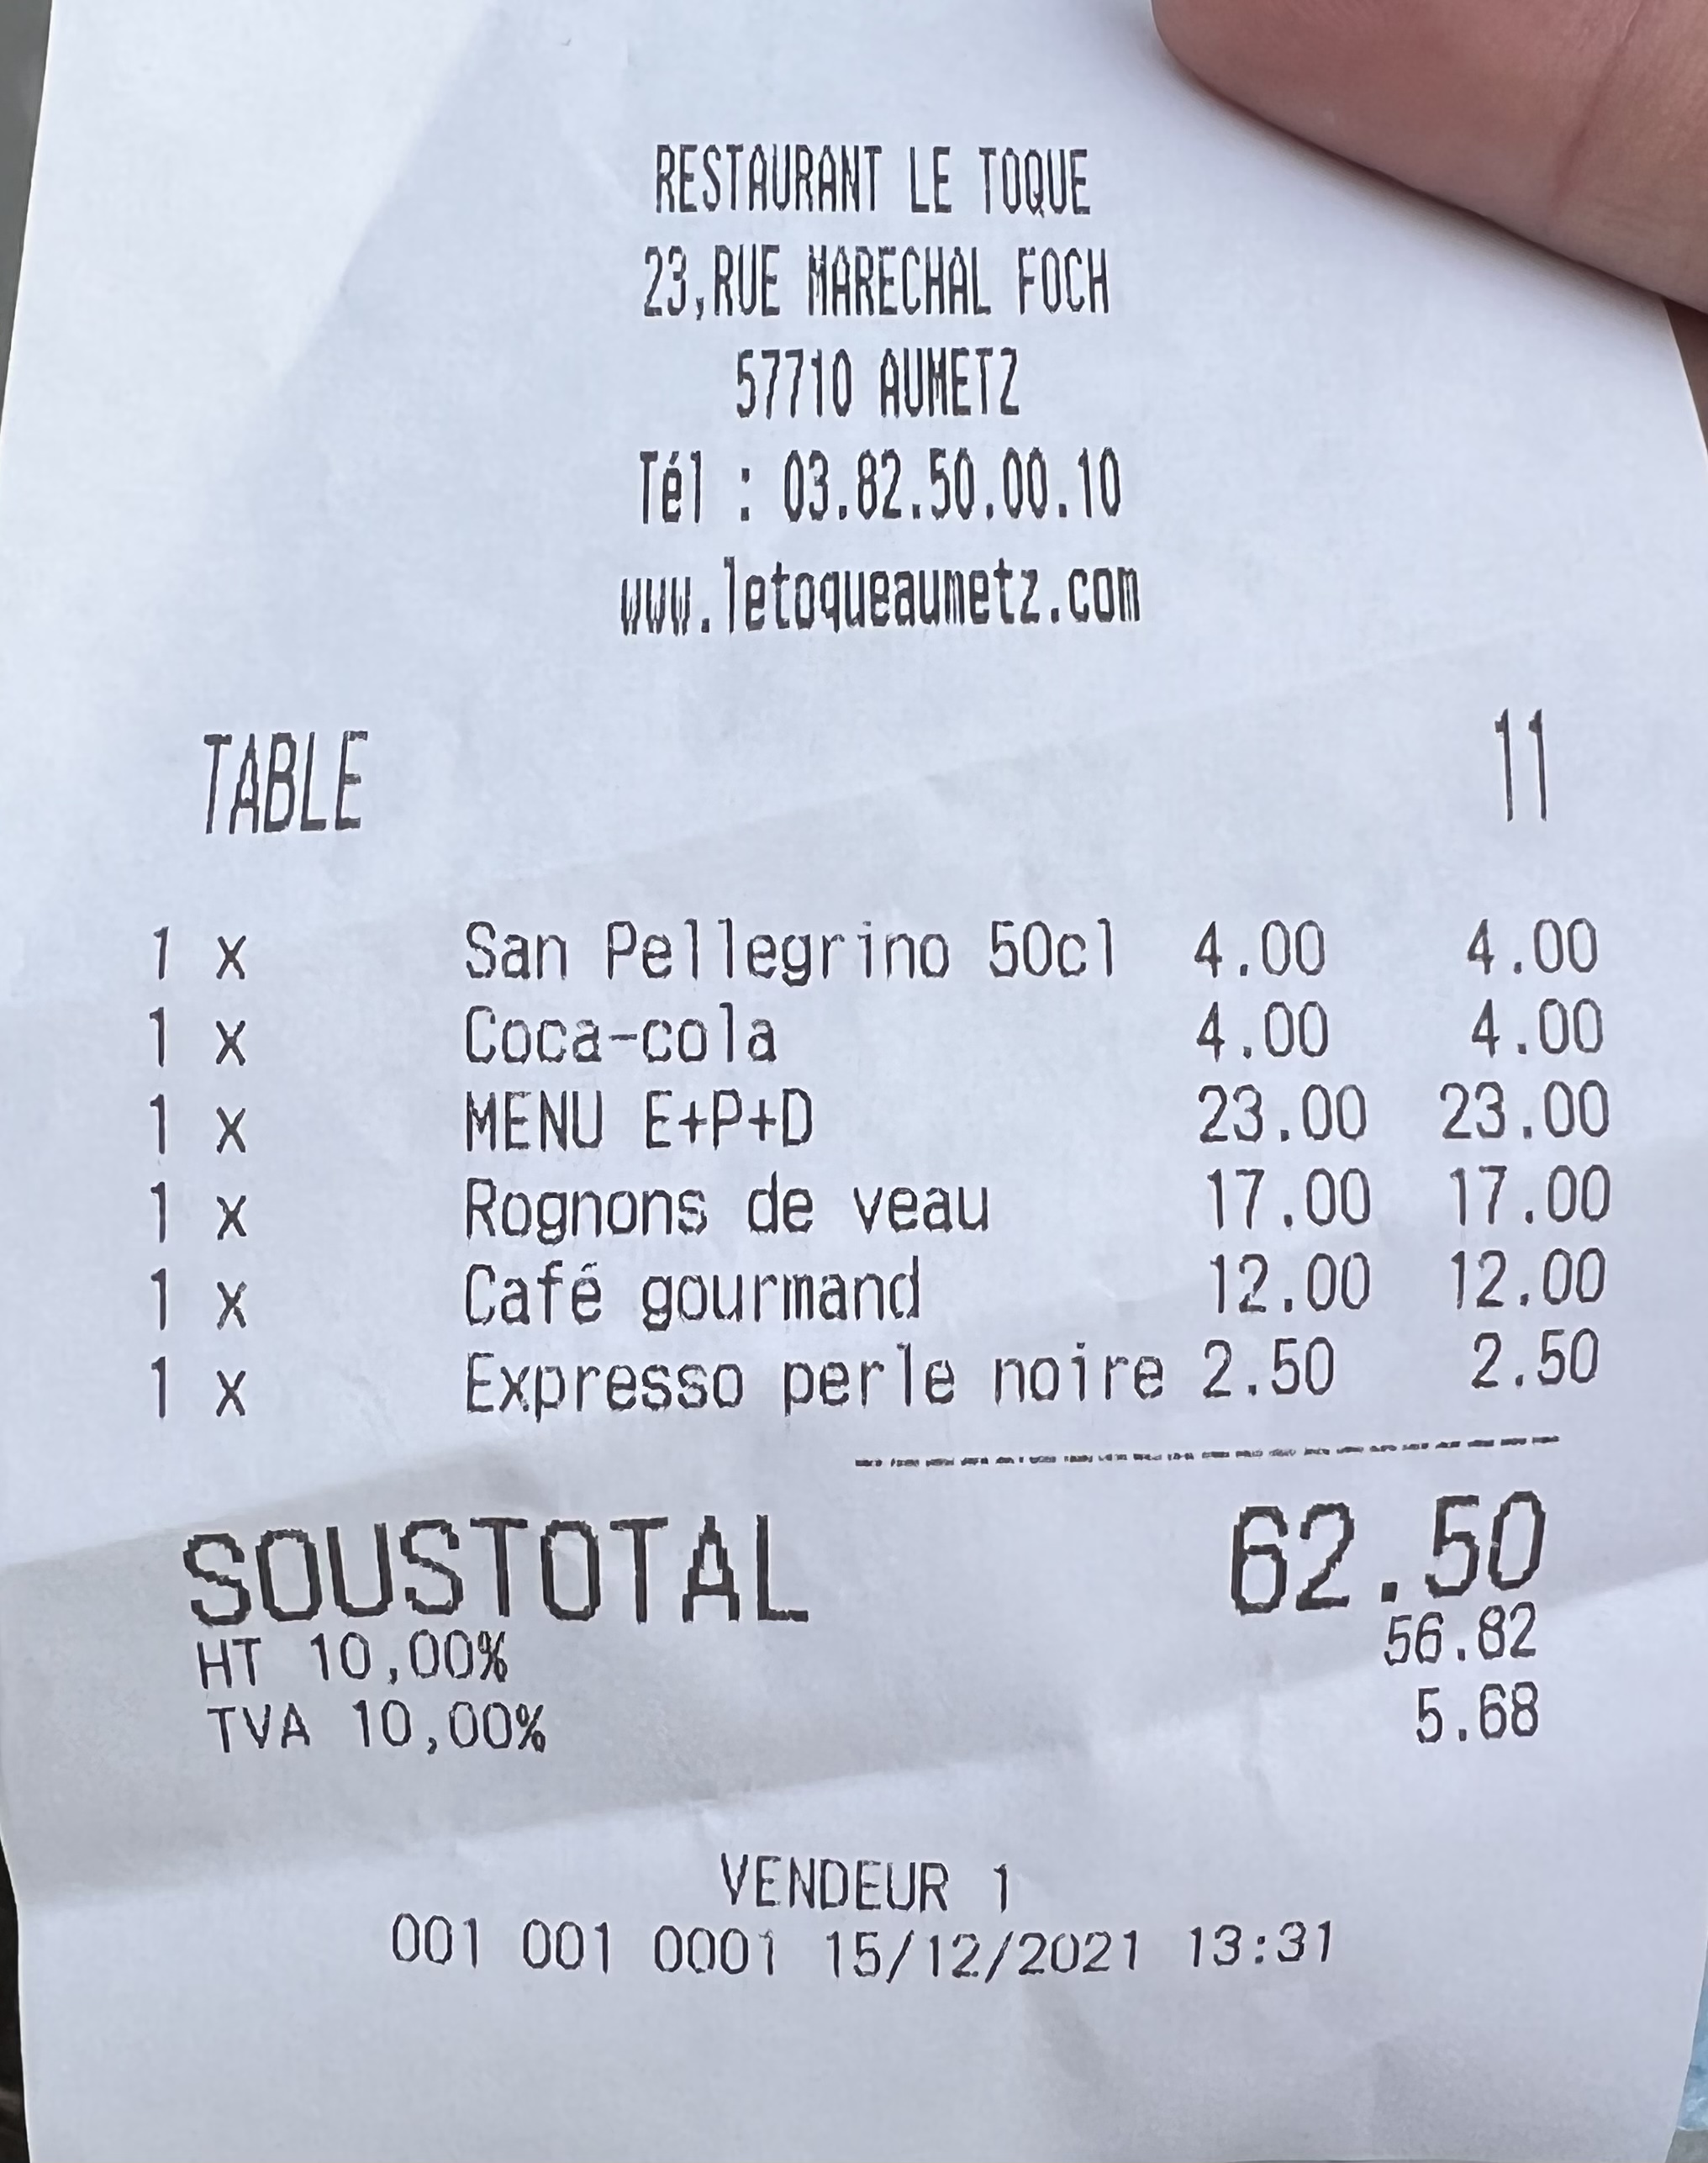 RESTAURANT LE TOQUE
23,RUE MARECHAL FOCH
57710 AUMETZ
Tél : 03.82.50.00.10
www.letoqueaumetz.com
TABLE 11
1 x San Pellegrino 50cl 4.00 4.00
1 x Coca-cola 4.00 4.00
1 x MENU E+P+D 23.00 23.00
1 x Rognons de veau 17.00 17.00
1 x Café gourmand 12.00 12.00
1 x Expresso perle noire 2.50 2.50
SOUSTOTAL 62.50
HT 10,00% 56.82
TVA 10,00% 5.68
VENDEUR 1
001 001 0001 15/12/2021 13:31